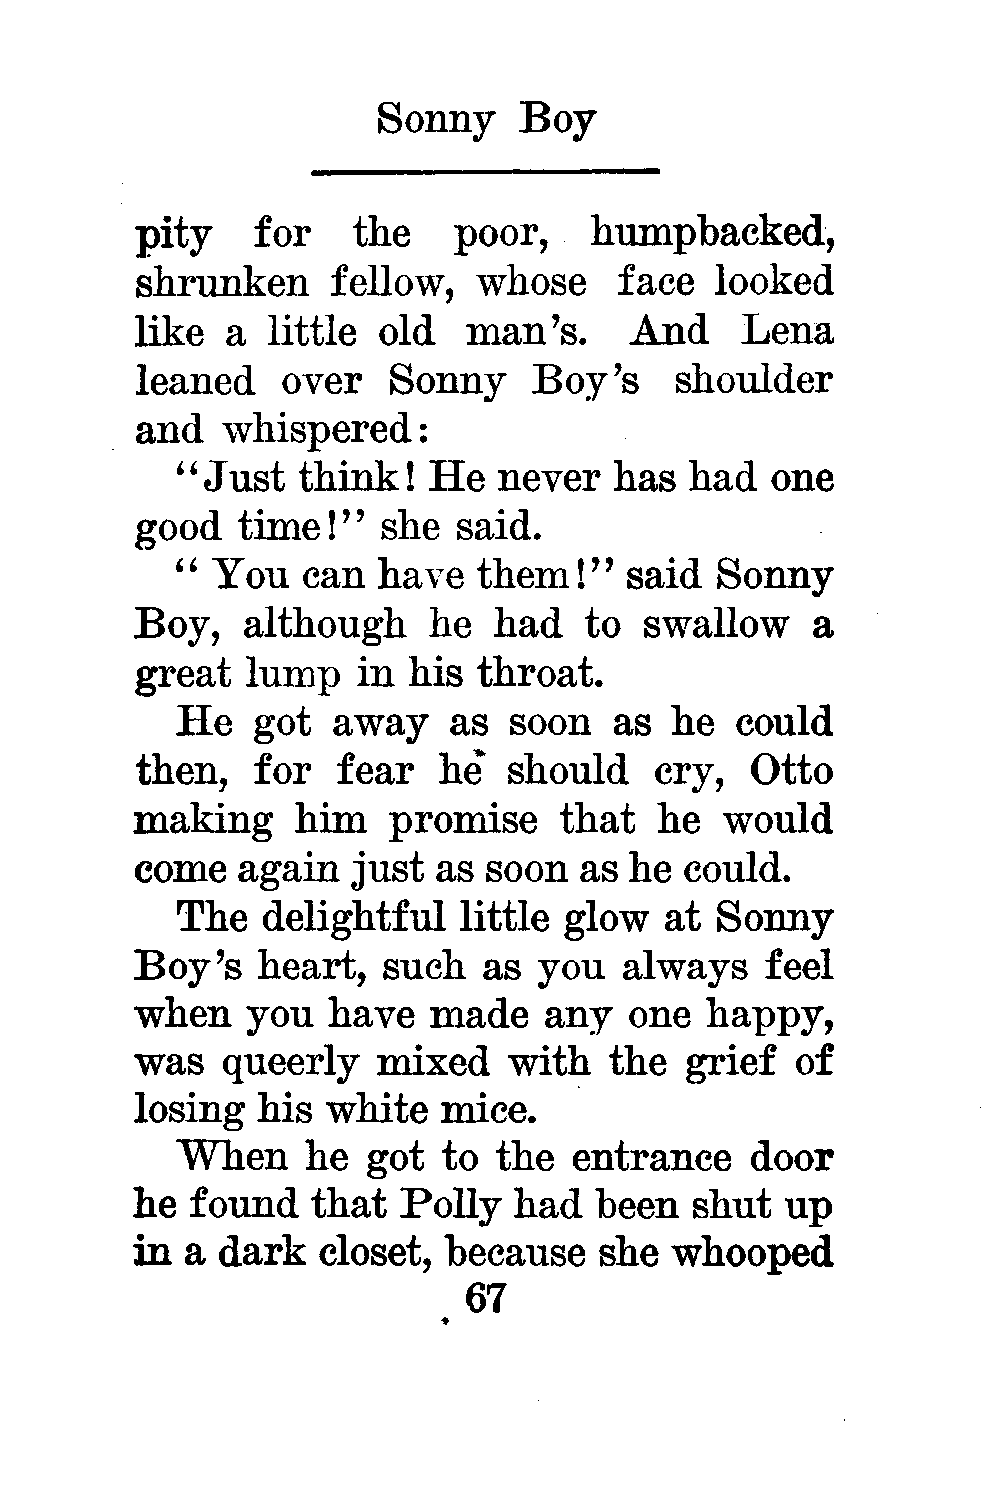 Sonny Boy
pity for the poor, humpbacked,
shrunken fellow, whose face looked
like a little old man's. And Lena
leaned over Sonny Boy's shoulder
and whispered:
"Just think! He never has had one
good time!" she said.
" You can have them!" said Sonny
Boy, although he had to swallow a
great lump in his throat.
He got away as soon as he could
then, for fear he should cry, Otto
making him promise that he would
come again just as soon as he could.
The delightful little glow at Sonny
Boy's heart, such as you always feel
when you have made any one happy,
was queerly mixed with the grief of
losing his white mice.
When he got to the entrance door
he found that Polly had been shut up
in a dark closet, because she whooped
67